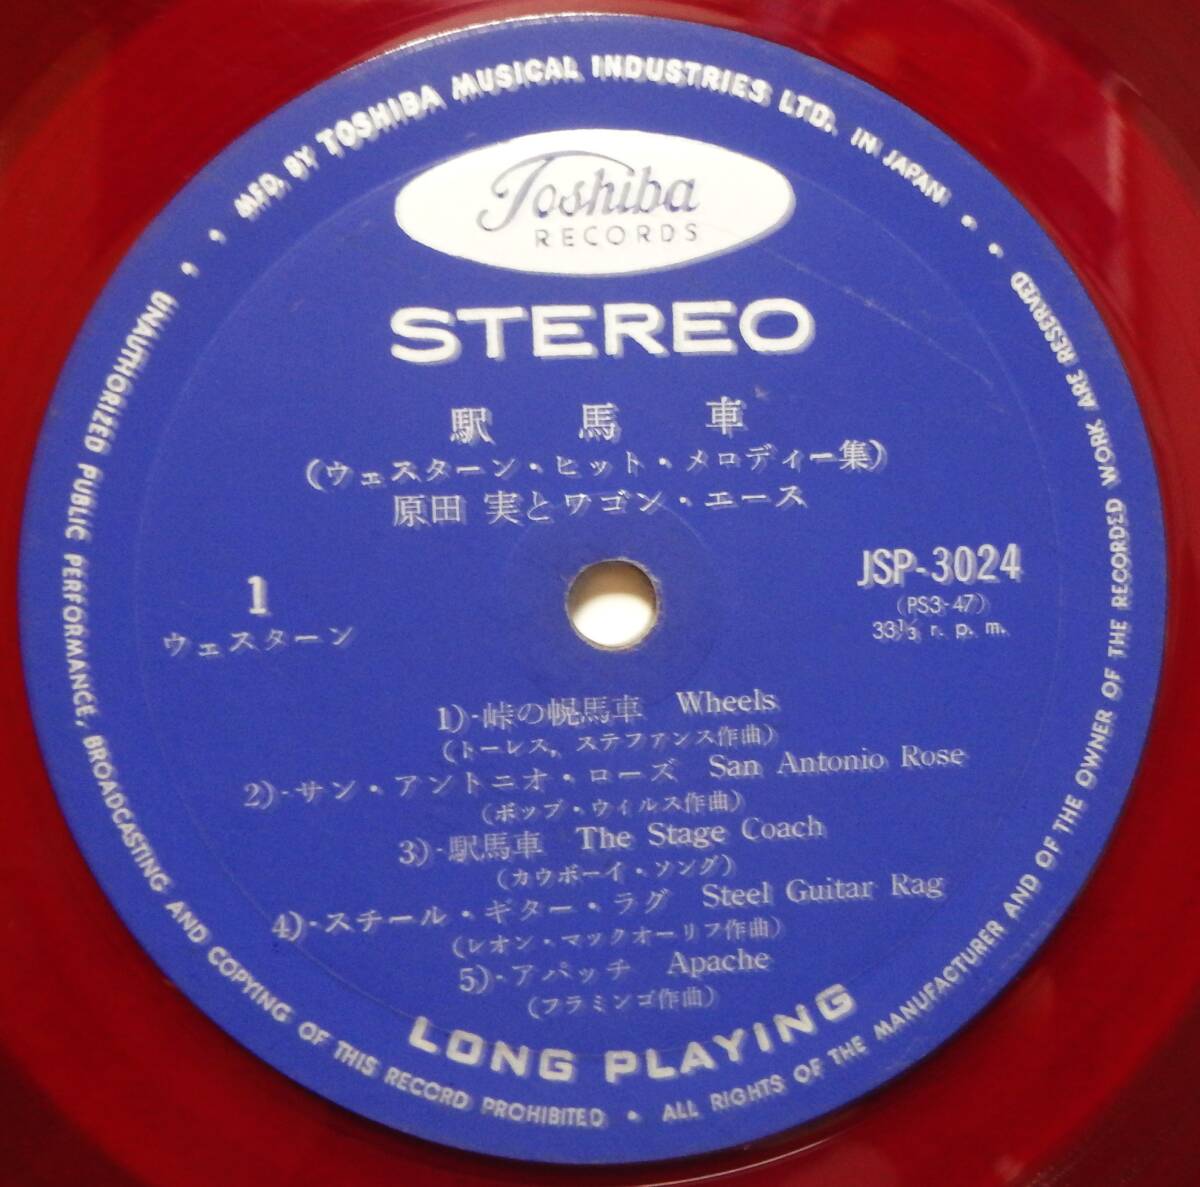 MFD. BY TOSHIBA MUSICAL INDUSTRIES LTD. IN JAPAN
Toshiba
RECORDS
STEREO
駅馬車
(ウェスターン・ヒット・メロディー集)
原田 実とワゴン・エース
JSP-3024
(PS3-47)
33⅓ r. p. m.
1
ウェスターン
1)-峠の幌馬車 Wheels
(トーレス, ステファンス作曲)
2)-サン・アントニオ・ローズ San Antonio Rose
(ボッブ・ウイルス作曲)
3)-駅馬車 The Stage Coach
(カウボーイ・ソング)
4)-スチール・ギター・ラグ Steel Guitar Rag
(レオン・マックオーリフ作曲)
5)-アパッチ Apache
(フラミンゴ作曲)
LONG PLAYING
UNAUTHORIZED PUBLIC PERFORMANCE, BROADCASTING AND COPYING OF THIS RECORD PROHIBITED • ALL RIGHTS OF THE MANUFACTURER AND OF THE OWNER OF THE RECORDED WORK ARE RESERVED